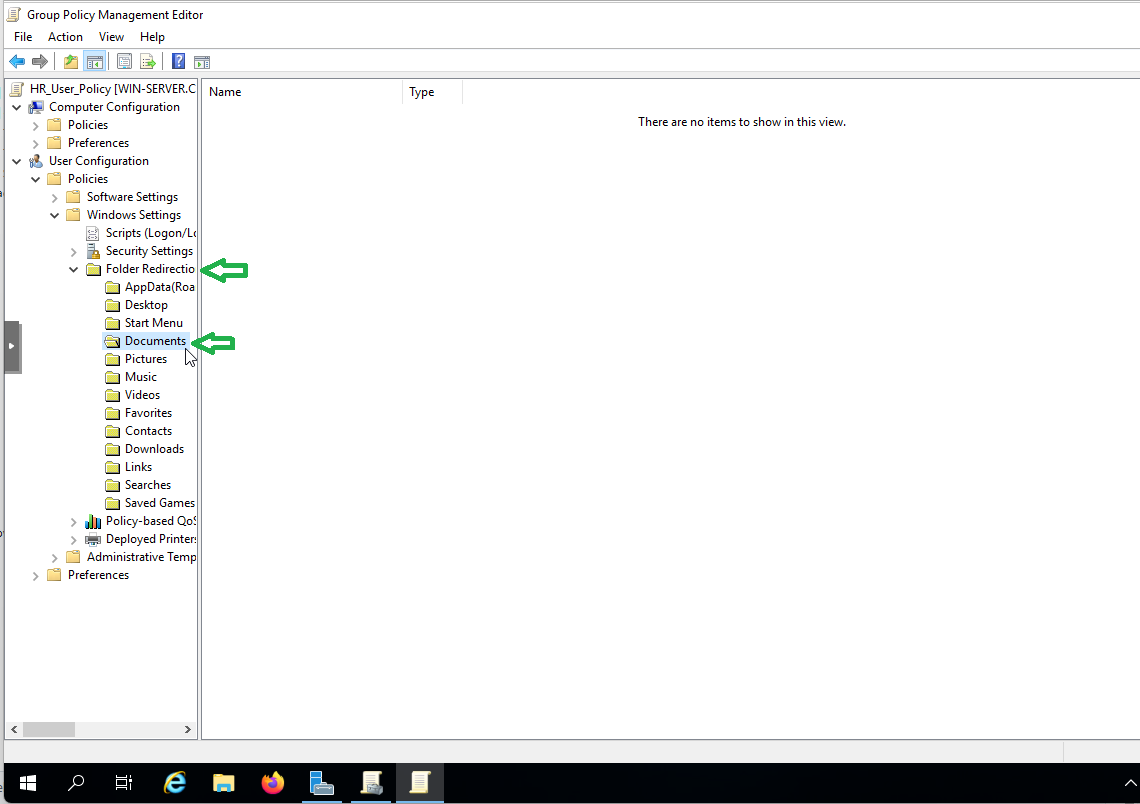 Group Policy Management Editor
File Action View Help
HR_User_Policy [WIN-SERVER.C
Computer Configuration
Policies
Preferences
User Configuration
Policies
Software Settings
Windows Settings
Scripts (Logon/Lo
Security Settings
Folder Redirectio
AppData(Roa
Desktop
Start Menu
Documents
Pictures
Music
Videos
Favorites
Contacts
Downloads
Links
Searches
Saved Games
Policy-based QoS
Deployed Printers
Administrative Temp
Preferences
Name Type
There are no items to show in this view.